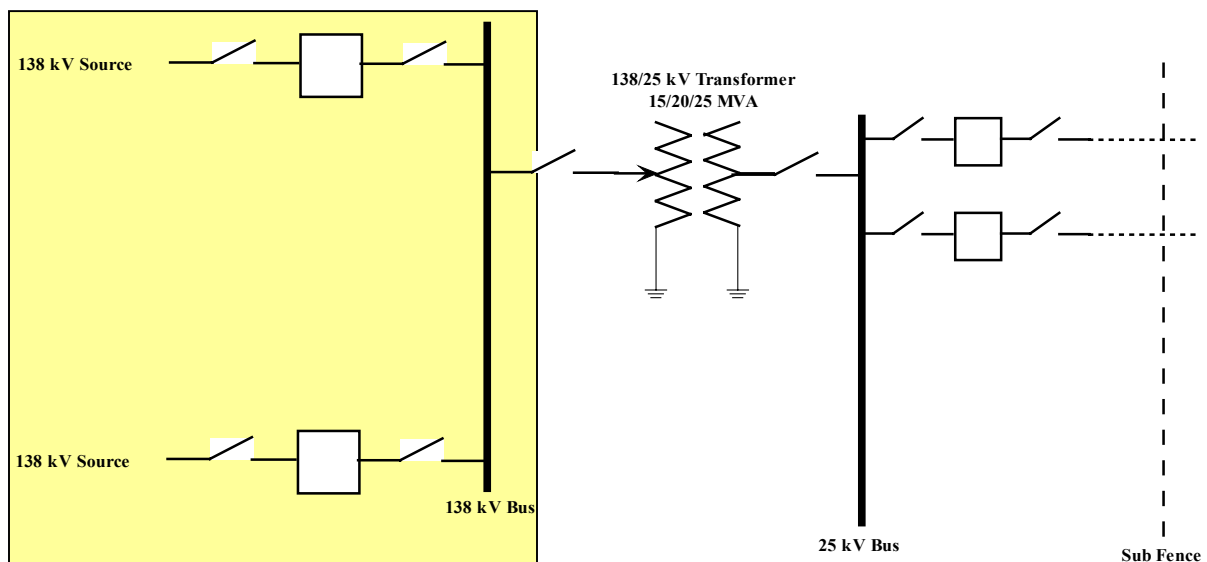 138 kV Source
138/25 kV Transformer
15/20/25 MVA
138 kV Source
138 kV Bus
25 kV Bus
Sub Fence